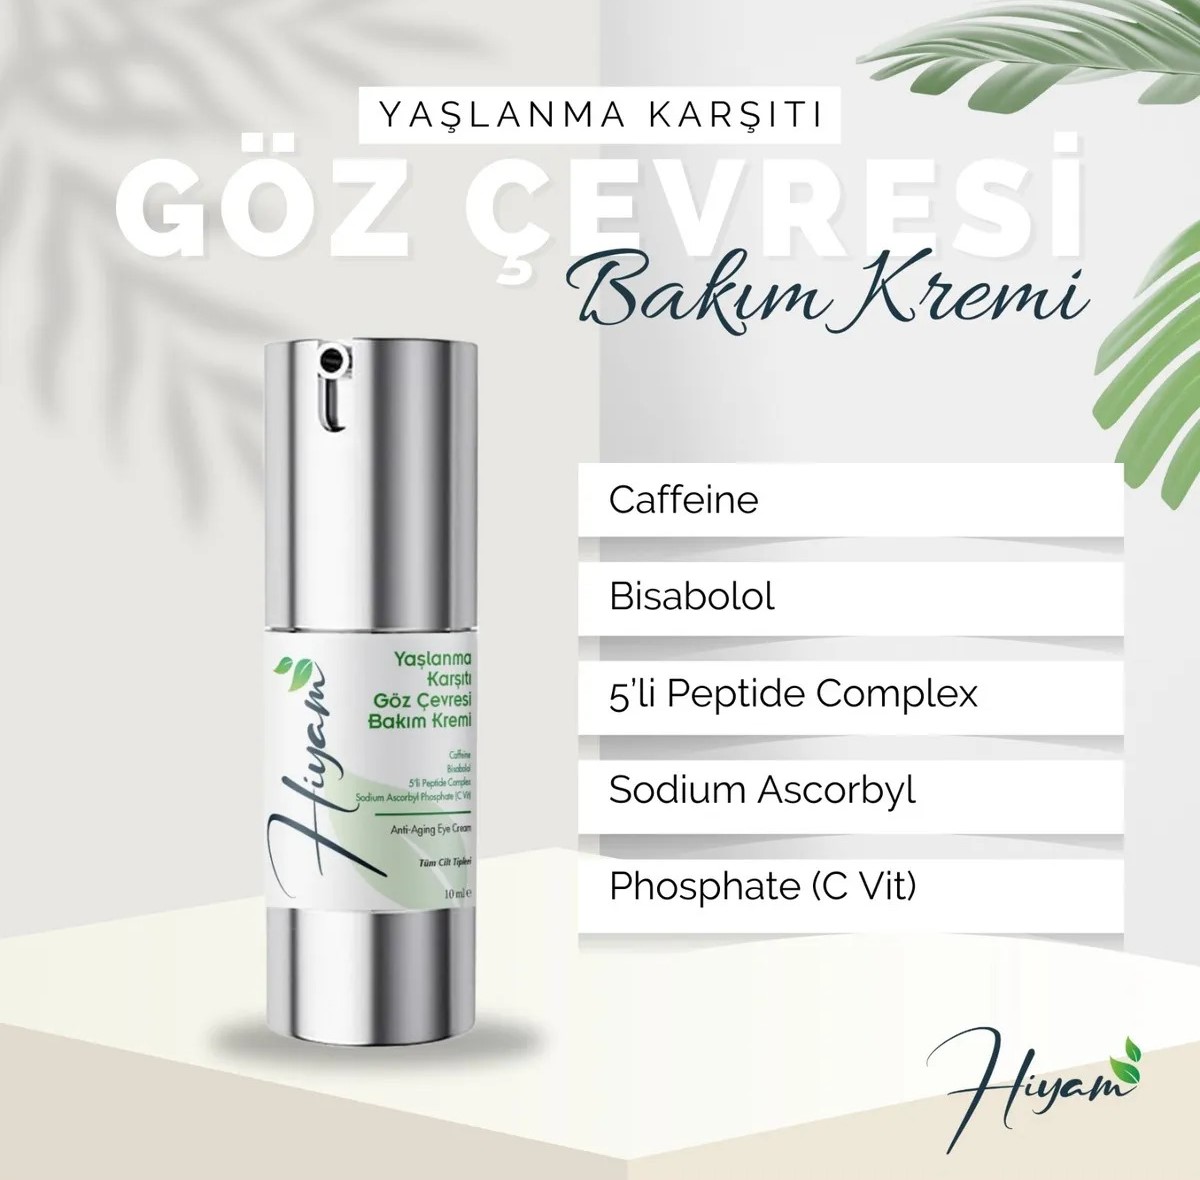 YAŞLANMA KARŞITI
GÖZ ÇEVRESİ
Bakım Kremi
Caffeine
Bisabolol
5'li Peptide Complex
Sodium Ascorbyl
Phosphate (C Vit)
Hiyam
Yaşlanma
Karşıtı
Göz Çevresi
Bakım Kremi
Caffeine
Bisabolol
5'li Peptide Complex
Sodium Ascorbyl Phosphate (C Vit)
Anti-Aging Eye Cream
Tüm Cilt Tipleri
10 ml e
Hiyam